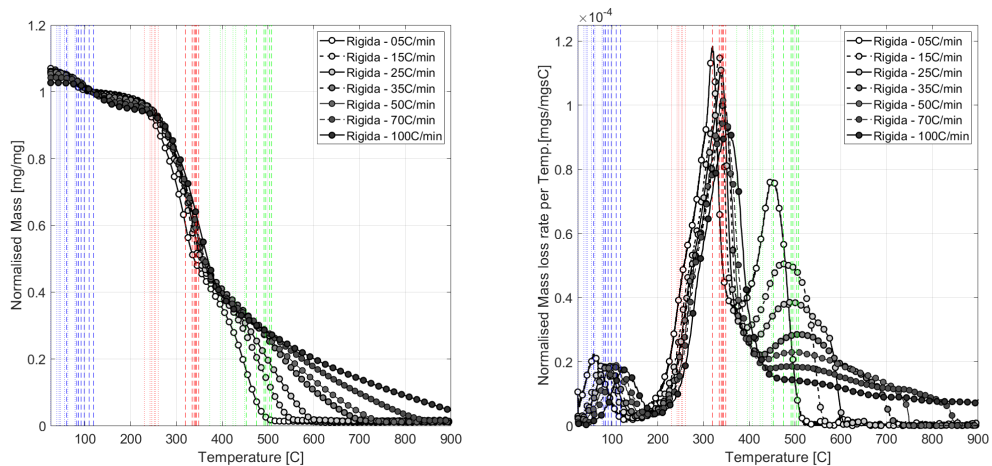 1.2
1
0.8
0.6
0.4
0.2
0
Normalised Mass [mg/mg]
100 200 300 400 500 600 700 800 900
Temperature [C]
Rigida - 05C/min
Rigida - 15C/min
Rigida - 25C/min
Rigida - 35C/min
Rigida - 50C/min
Rigida - 70C/min
Rigida - 100C/min
×10⁻⁴
1.2
1
0.8
0.6
0.4
0.2
0
Normalised Mass loss rate per Temp.[mgs/mgsC]
100 200 300 400 500 600 700 800 900
Temperature [C]
Rigida - 05C/min
Rigida - 15C/min
Rigida - 25C/min
Rigida - 35C/min
Rigida - 50C/min
Rigida - 70C/min
Rigida - 100C/min